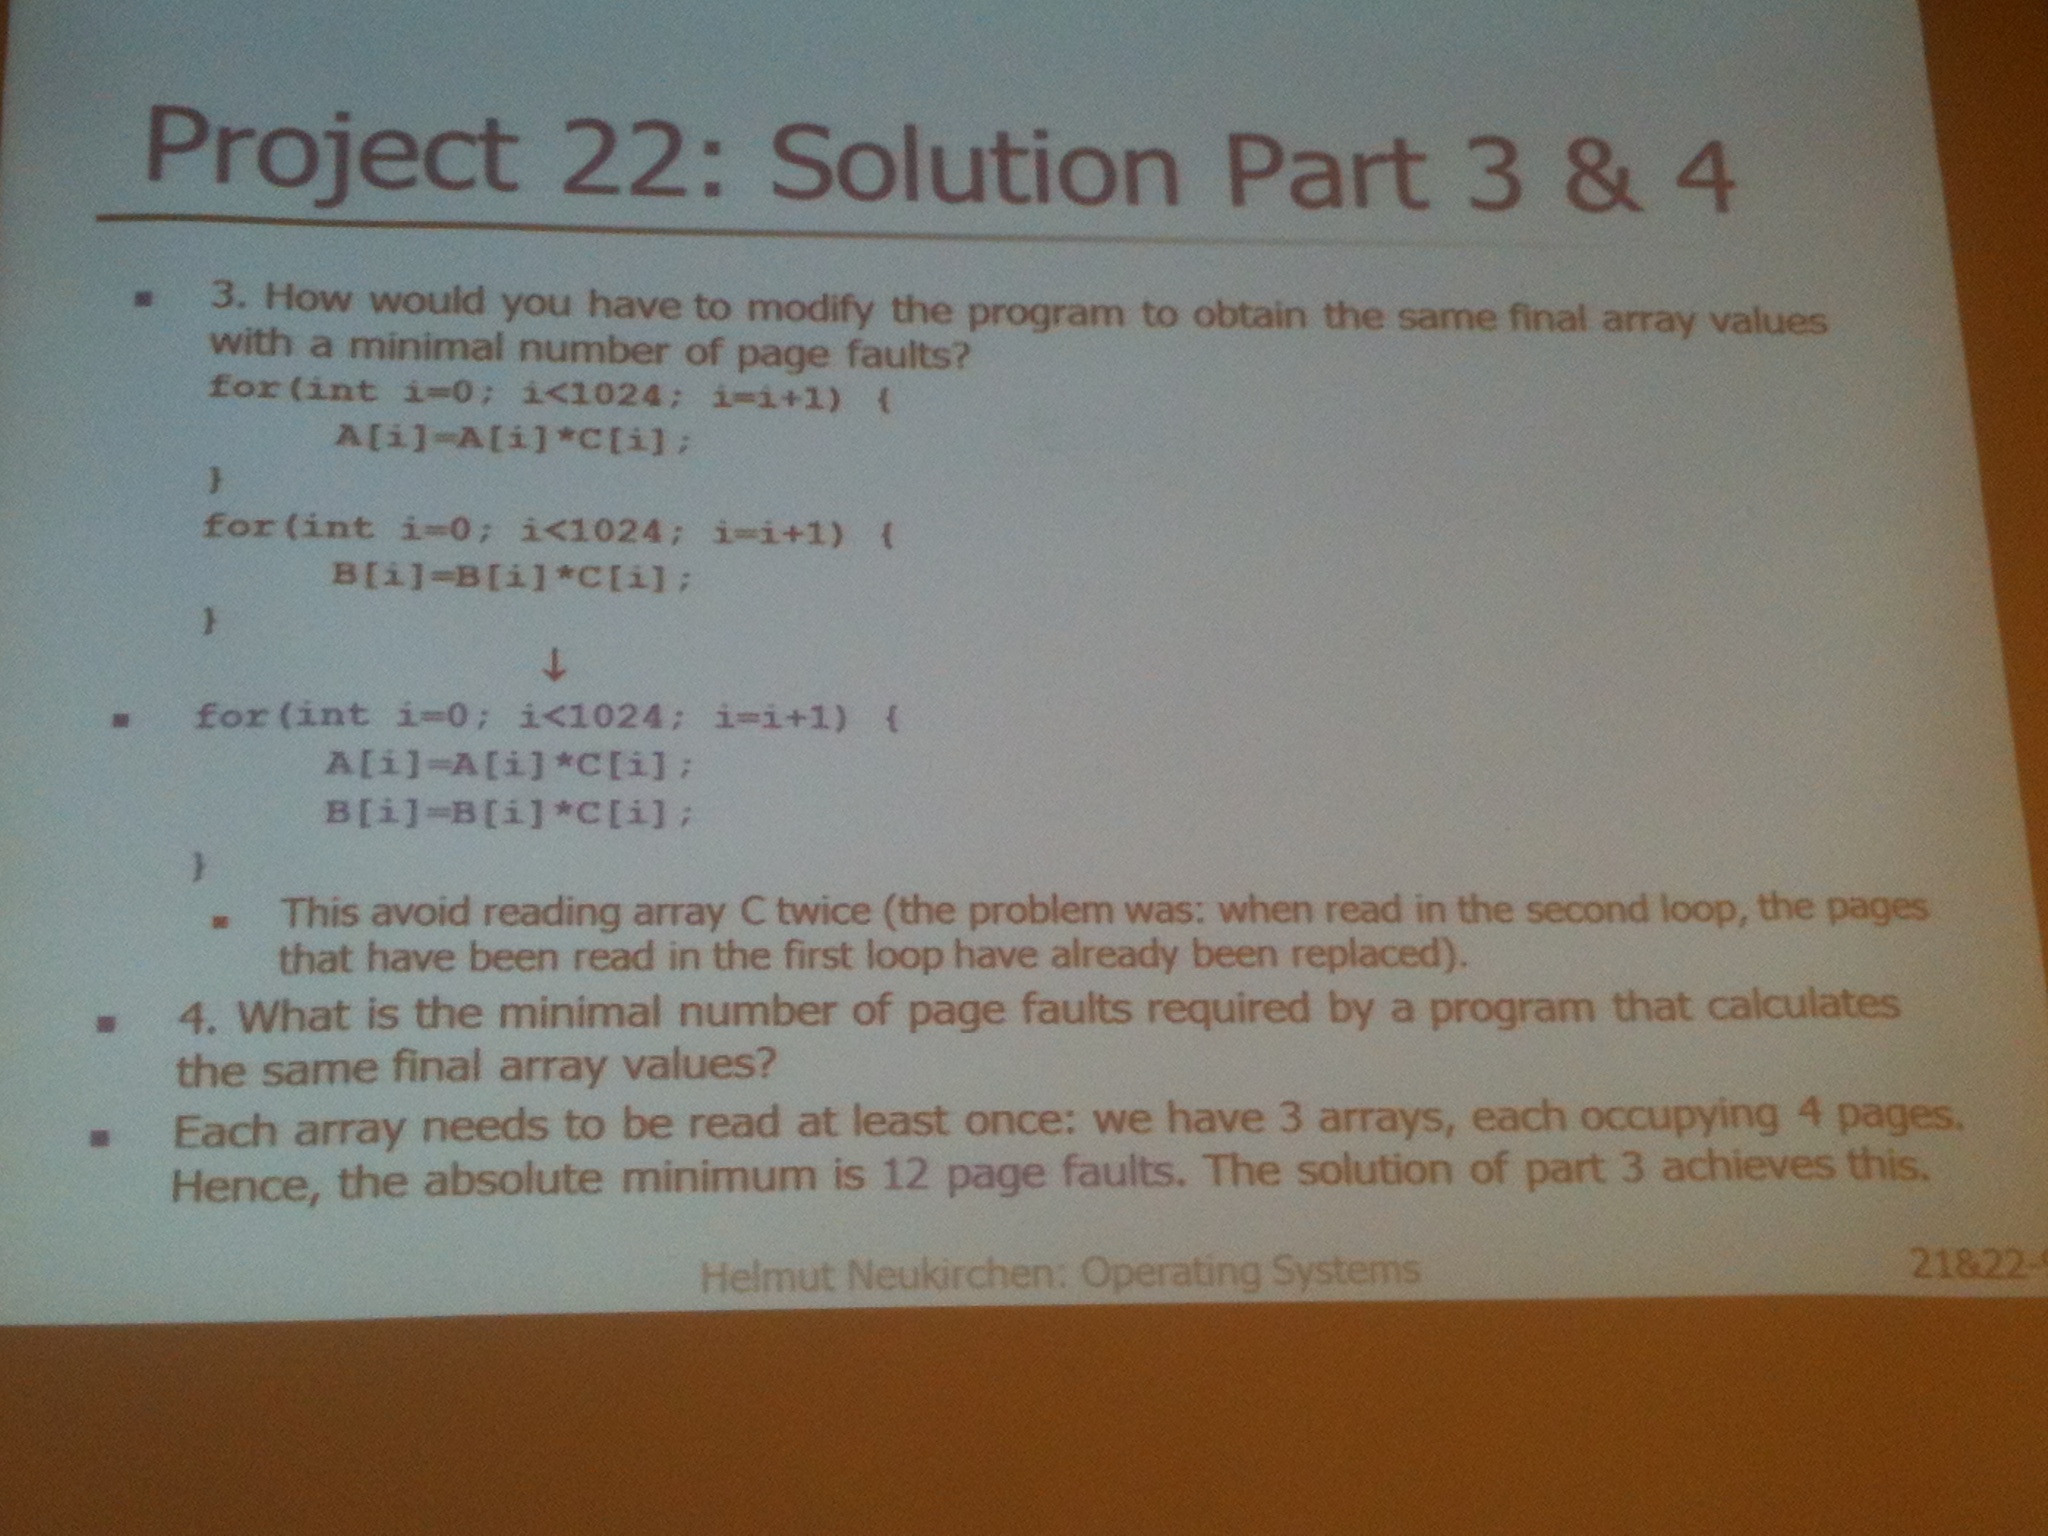 Project 22: Solution Part 3 & 4
▪ 3. How would you have to modify the program to obtain the same final array values
with a minimal number of page faults?
for(int i=0; i<1024; i=i+1) {
A[i]=A[i]*C[i];
}
for(int i=0; i<1024; i=i+1) {
B[i]=B[i]*C[i];
}
↓
▪ for(int i=0; i<1024; i=i+1) {
A[i]=A[i]*C[i];
B[i]=B[i]*C[i];
}
▪ This avoid reading array C twice (the problem was: when read in the second loop, the pages
that have been read in the first loop have already been replaced).
▪ 4. What is the minimal number of page faults required by a program that calculates
the same final array values?
▪ Each array needs to be read at least once: we have 3 arrays, each occupying 4 pages.
Hence, the absolute minimum is 12 page faults. The solution of part 3 achieves this.
Helmut Neukirchen: Operating Systems
21&22-